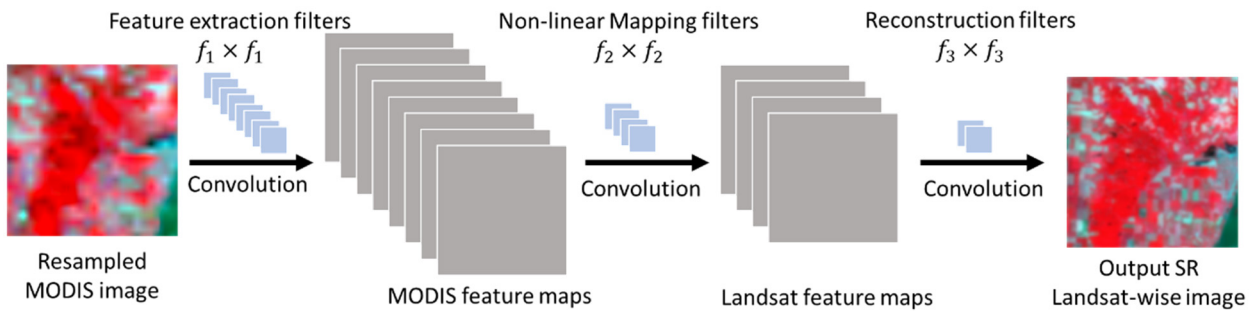 Feature extraction filters
f₁ × f₁
Non-linear Mapping filters
f₂ × f₂
Reconstruction filters
f₃ × f₃
Convolution
Convolution
Convolution
Resampled
MODIS image
MODIS feature maps
Landsat feature maps
Output SR
Landsat-wise image